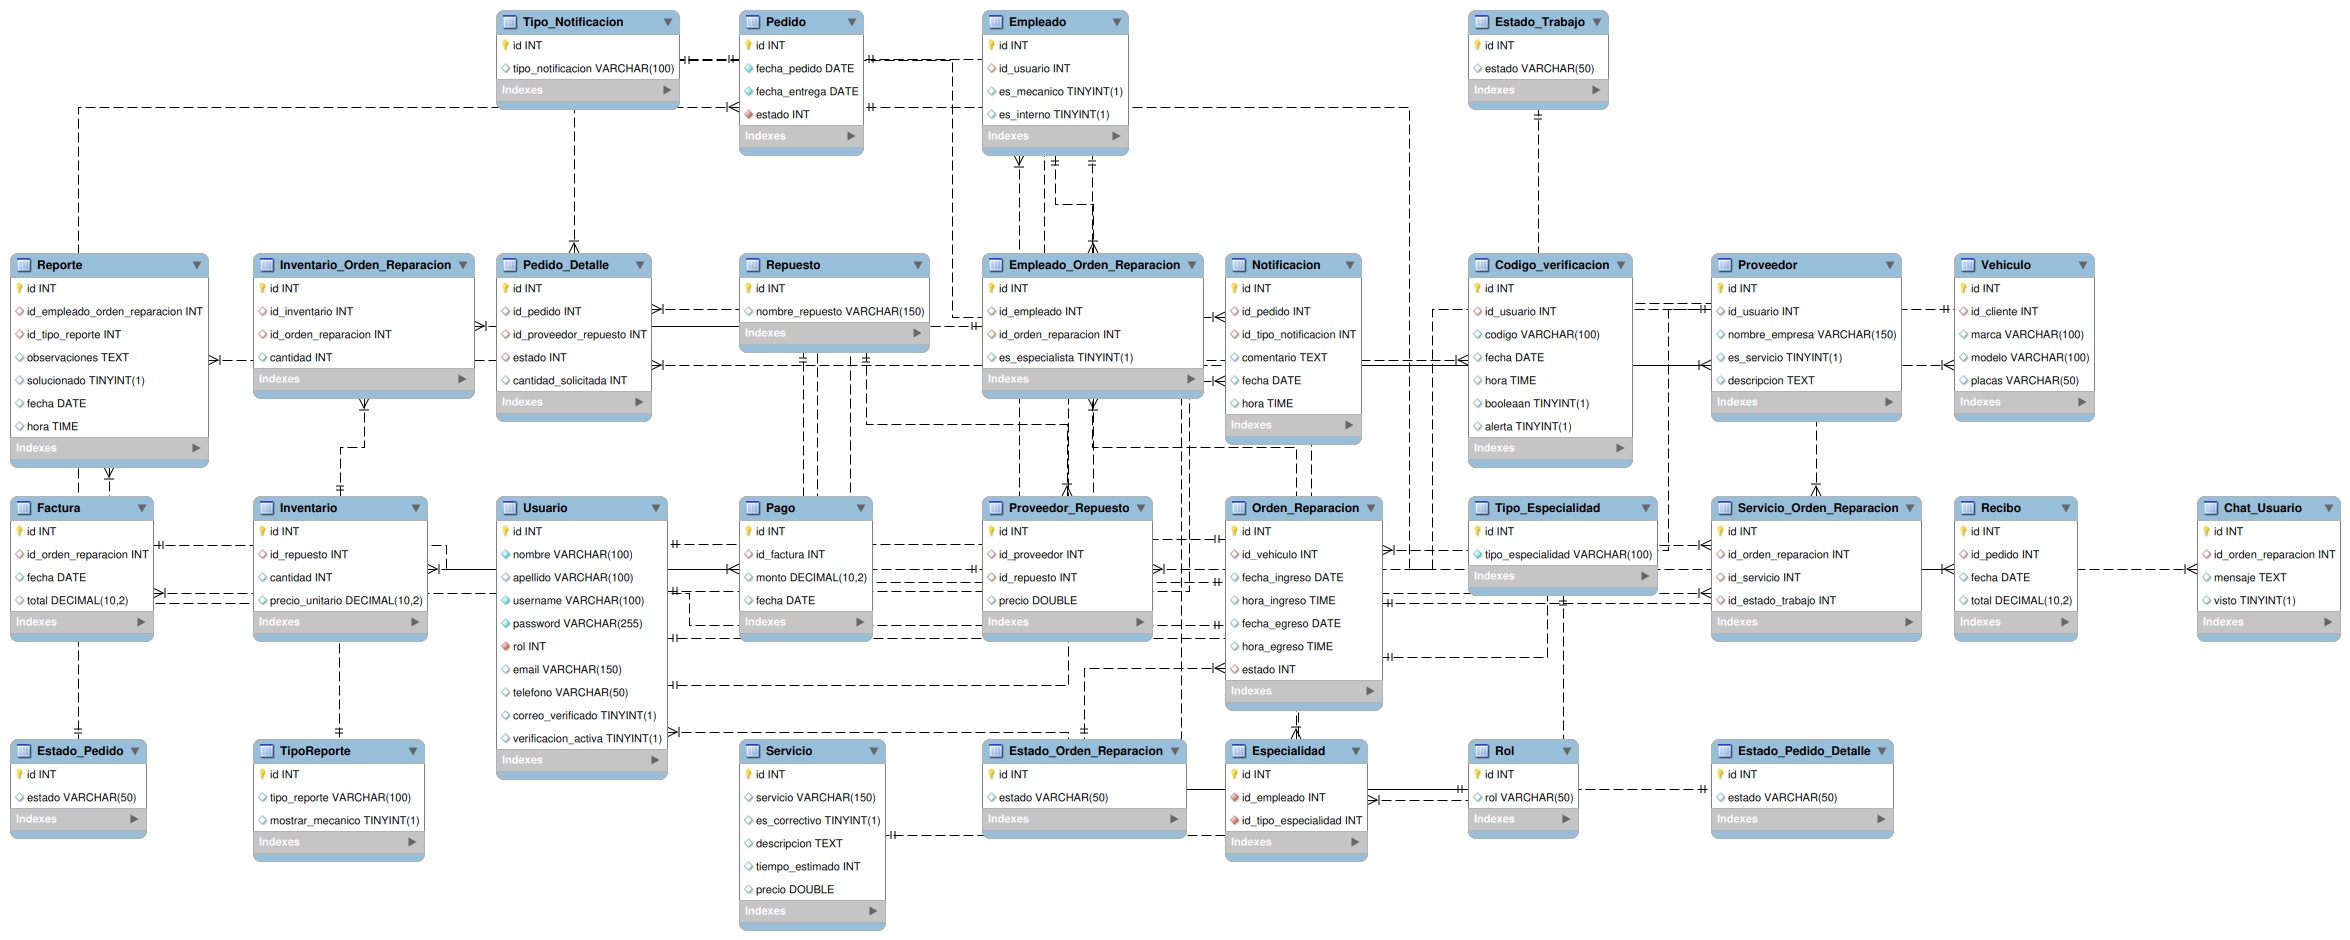 Tipo_Notificacion
id INT
tipo_notificacion VARCHAR(100)
Indexes
Pedido
id INT
fecha_pedido DATE
fecha_entrega DATE
estado INT
Indexes
Empleado
id INT
id_usuario INT
es_mecanico TINYINT(1)
es_interno TINYINT(1)
Indexes
Estado_Trabajo
id INT
estado VARCHAR(50)
Indexes
Reporte
id INT
id_empleado_orden_reparacion INT
id_tipo_reporte INT
observaciones TEXT
solucionado TINYINT(1)
fecha DATE
hora TIME
Indexes
Inventario_Orden_Reparacion
id INT
id_inventario INT
id_orden_reparacion INT
cantidad INT
Indexes
Pedido_Detalle
id INT
id_pedido INT
id_proveedor_repuesto INT
estado INT
cantidad_solicitada INT
Indexes
Repuesto
id INT
nombre_repuesto VARCHAR(150)
Indexes
Empleado_Orden_Reparacion
id INT
id_empleado INT
id_orden_reparacion INT
es_especialista TINYINT(1)
Indexes
Notificacion
id INT
id_pedido INT
id_tipo_notificacion INT
comentario TEXT
fecha DATE
hora TIME
Indexes
Codigo_verificacion
id INT
id_usuario INT
codigo VARCHAR(100)
fecha DATE
hora TIME
booleaan TINYINT(1)
alerta TINYINT(1)
Indexes
Proveedor
id INT
id_usuario INT
nombre_empresa VARCHAR(150)
es_servicio TINYINT(1)
descripcion TEXT
Indexes
Vehiculo
id INT
id_cliente INT
marca VARCHAR(100)
modelo VARCHAR(100)
placas VARCHAR(50)
Indexes
Factura
id INT
id_orden_reparacion INT
fecha DATE
total DECIMAL(10,2)
Indexes
Inventario
id INT
id_repuesto INT
cantidad INT
precio_unitario DECIMAL(10,2)
Indexes
Usuario
id INT
nombre VARCHAR(100)
apellido VARCHAR(100)
username VARCHAR(100)
password VARCHAR(255)
rol INT
email VARCHAR(150)
telefono VARCHAR(50)
correo_verificado TINYINT(1)
verificacion_activa TINYINT(1)
Indexes
Pago
id INT
id_factura INT
monto DECIMAL(10,2)
fecha DATE
Indexes
Proveedor_Repuesto
id INT
id_proveedor INT
id_repuesto INT
precio DOUBLE
Indexes
Orden_Reparacion
id INT
id_vehiculo INT
fecha_ingreso DATE
hora_ingreso TIME
fecha_egreso DATE
hora_egreso TIME
estado INT
Indexes
Tipo_Especialidad
id INT
tipo_especialidad VARCHAR(100)
Indexes
Servicio_Orden_Reparacion
id INT
id_orden_reparacion INT
id_servicio INT
id_estado_trabajo INT
Indexes
Recibo
id INT
id_pedido INT
fecha DATE
total DECIMAL(10,2)
Indexes
Chat_Usuario
id INT
id_orden_reparacion INT
mensaje TEXT
visto TINYINT(1)
Indexes
Estado_Pedido
id INT
estado VARCHAR(50)
Indexes
TipoReporte
id INT
tipo_reporte VARCHAR(100)
mostrar_mecanico TINYINT(1)
Indexes
Servicio
id INT
servicio VARCHAR(150)
es_correctivo TINYINT(1)
descripcion TEXT
tiempo_estimado INT
precio DOUBLE
Indexes
Estado_Orden_Reparacion
id INT
estado VARCHAR(50)
Indexes
Especialidad
id INT
id_empleado INT
id_tipo_especialidad INT
Indexes
Rol
id INT
rol VARCHAR(50)
Indexes
Estado_Pedido_Detalle
id INT
estado VARCHAR(50)
Indexes